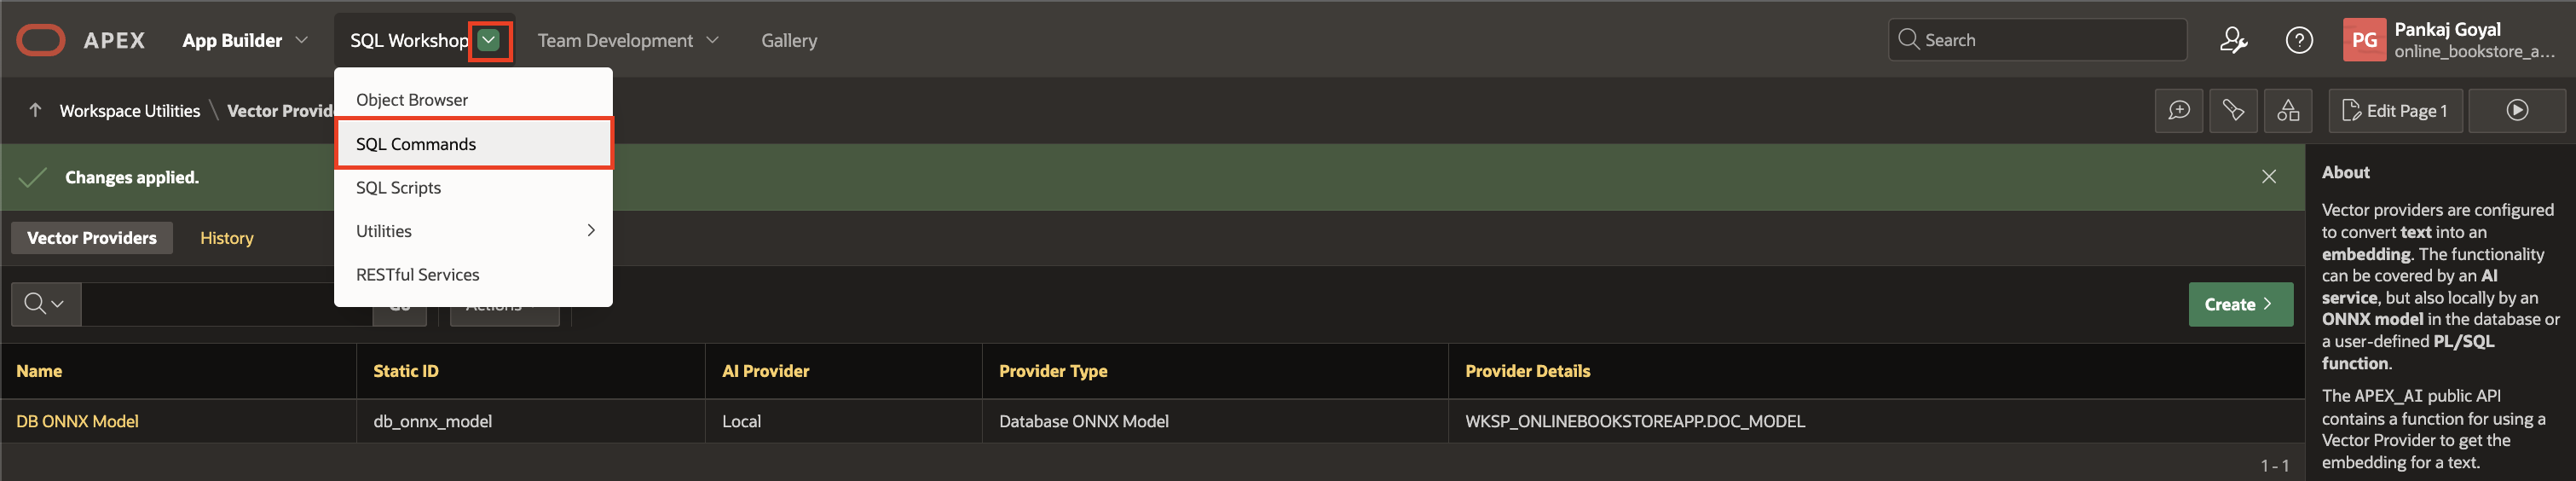 APEX
App Builder
SQL Workshop
Team Development
Gallery
Search
PG
Pankaj Goyal
online_bookstore_a...
Object Browser
SQL Commands
SQL Scripts
Utilities
RESTful Services
Workspace Utilities \ Vector Provid
Edit Page 1
Changes applied.
Vector Providers
History
Go
Actions
Create
Name
Static ID
AI Provider
Provider Type
Provider Details
DB ONNX Model
db_onnx_model
Local
Database ONNX Model
WKSP_ONLINEBOOKSTOREAPP.DOC_MODEL
1 - 1
About
Vector providers are configured
to convert text into an
embedding. The functionality
can be covered by an AI
service, but also locally by an
ONNX model in the database or
a user-defined PL/SQL
function.
The APEX_AI public API
contains a function for using a
Vector Provider to get the
embedding for a text.